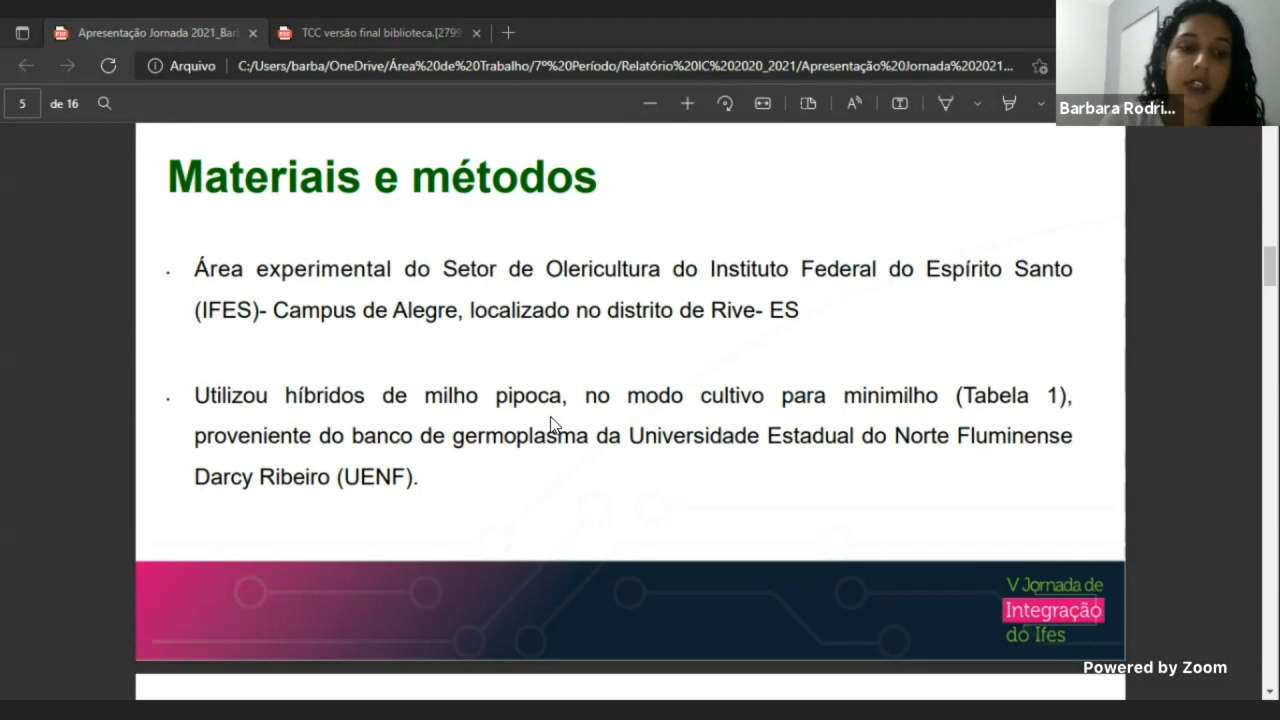 Apresentação Jornada 2021_Bar
TCC versão final biblioteca.[2799
Arquivo
C:/Users/barba/OneDrive/Área%20de%20Trabalho/7º%20Período/Relatório%20IC%202020_2021/Apresentação%20Jornada%202021...
5 de 16
Barbara Rodri...
Materiais e métodos
· Área experimental do Setor de Olericultura do Instituto Federal do Espírito Santo
(IFES)- Campus de Alegre, localizado no distrito de Rive- ES
· Utilizou híbridos de milho pipoca, no modo cultivo para minimilho (Tabela 1),
proveniente do banco de germoplasma da Universidade Estadual do Norte Fluminense
Darcy Ribeiro (UENF).
V Jornada de
Integração
do Ifes
Powered by Zoom